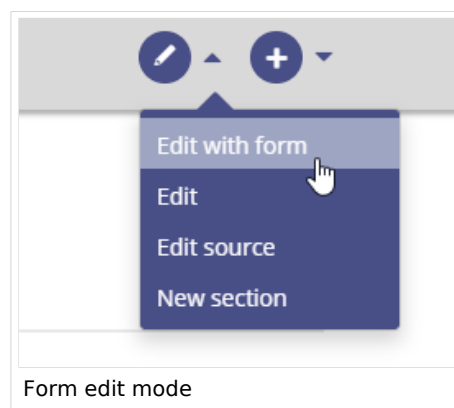 Edit with form
Edit
Edit source
New section
Form edit mode